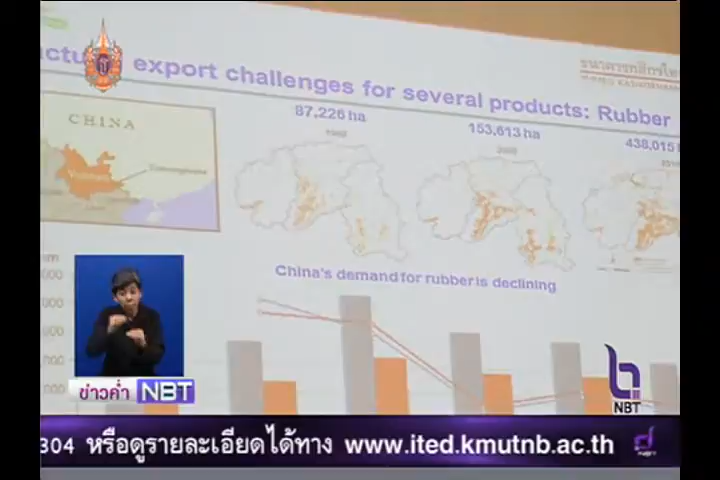 export challenges for several products: Rubber
87,226 ha
153,613 ha
438,015
CHINA
China's demand for rubber is declining
ข่าวค่ำ NBT
NBT
304 หรือดูรายละเอียดได้ทาง www.ited.kmutnb.ac.th